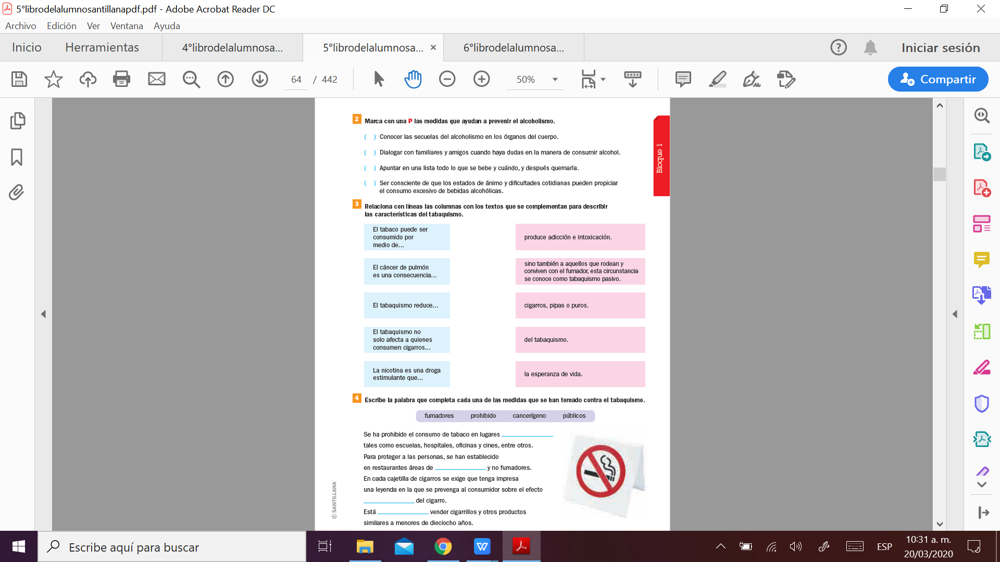 5°librodelalumnosantillanapdf.pdf - Adobe Acrobat Reader DC
Archivo Edición Ver Ventana Ayuda
Inicio Herramientas 4°librodelalumnosa... 5°librodelalumnosa... × Iniciar sesión
64 / 442 50% Compartir
2 Marca con una P las medidas que ayudan a prevenir el alcoholismo.
( ) Conocer las secuelas del alcoholismo en los órganos del cuerpo.
( ) Dialogar con familiares y amigos cuando haya dudas en la manera de consumir alcohol.
( ) Apuntar en una lista todo lo que se bebe y cuándo, y después quemarla.
( ) Ser consciente de que los estados de ánimo y dificultades cotidianas pueden propiciar
el consumo excesivo de bebidas alcohólicas.
Bloque 1
3 Relaciona con líneas las columnas con los textos que se complementan para describir
las características del tabaquismo.
El tabaco puede ser
consumido por
medio de...
produce adicción e intoxicación.
El cáncer de pulmón
es una consecuencia...
sino también a aquellos que rodean y
conviven con el fumador, esta circunstancia
se conoce como tabaquismo pasivo.
El tabaquismo reduce...
cigarros, pipas o puros.
El tabaquismo no
solo afecta a quienes
consumen cigarros...
del tabaquismo.
La nicotina es una droga
estimulante que...
la esperanza de vida.
4 Escribe la palabra que completa cada una de las medidas que se han tomado contra el tabaquismo.
fumadores prohibido cancerígeno públicos
Se ha prohibido el consumo de tabaco en lugares
tales como escuelas, hospitales, oficinas y cines, entre otros.
Para proteger a las personas, se han establecido
en restaurantes áreas de y no fumadores.
En cada cajetilla de cigarros se exige que tenga impresa
una leyenda en la que se prevenga al consumidor sobre el efecto
del cigarro.
Está vender cigarrillos y otros productos
similares a menores de dieciocho años.
© SANTILLANA
Escribe aquí para buscar
ESP
10:31 a. m.
20/03/2020
6°librodelalumnosa...